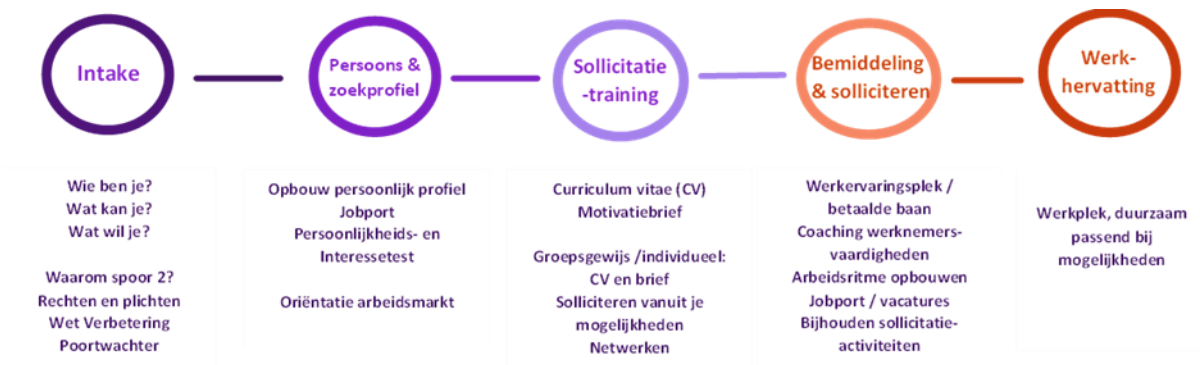 Intake
Persoons &
zoekprofiel
Sollicitatie
-training
Bemiddeling
& solliciteren
Werk-
hervatting
Wie ben je?
Wat kan je?
Wat wil je?
Waarom spoor 2?
Rechten en plichten
Wet Verbetering
Poortwachter
Opbouw persoonlijk profiel
Jobport
Persoonlijkheids- en
Interessetest
Oriëntatie arbeidsmarkt
Curriculum vitae (CV)
Motivatiebrief
Groepsgewijs /individueel:
CV en brief
Solliciteren vanuit je
mogelijkheden
Netwerken
Werkervaringsplek /
betaalde baan
Coaching werknemers-
vaardigheden
Arbeidsritme opbouwen
Jobport / vacatures
Bijhouden sollicitatie-
activiteiten
Werkplek, duurzaam
passend bij
mogelijkheden